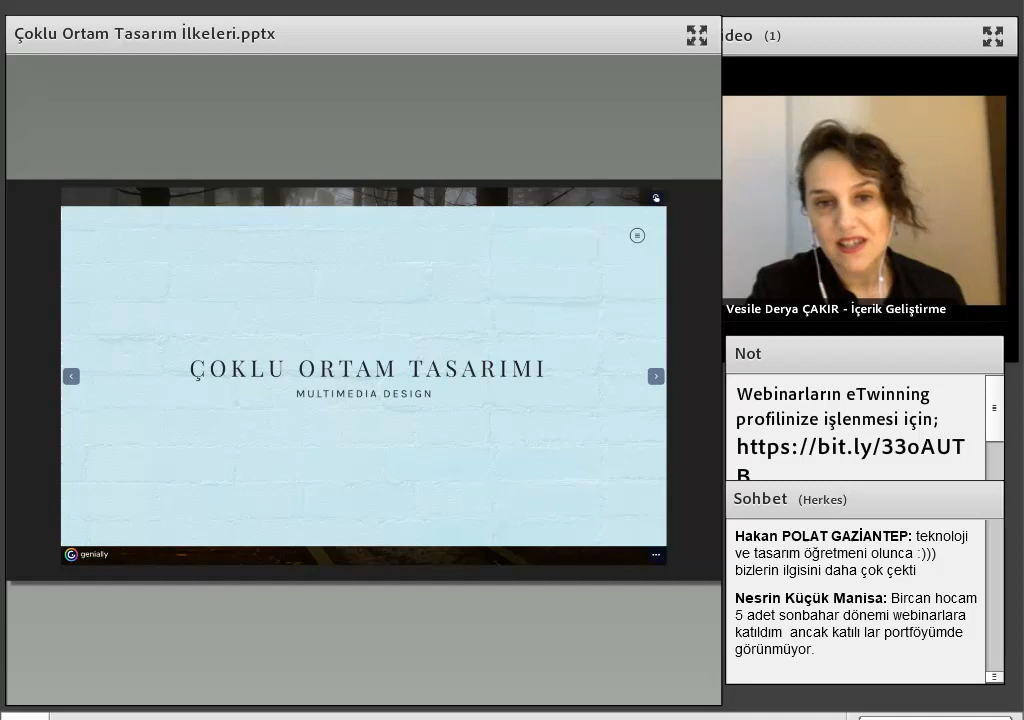 Çoklu Ortam Tasarım İlkeleri.pptx
ideo (1)
ÇOKLU ORTAM TASARIMI
MULTIMEDIA DESIGN
genially
Vesile Derya ÇAKIR - İçerik Geliştirme
Not
Webinarların eTwinning
profilinize işlenmesi için;
https://bit.ly/33oAUT
B
Sohbet (Herkes)
Hakan POLAT GAZİANTEP: teknoloji
ve tasarım öğretmeni olunca :)))
bizlerin ilgisini daha çok çekti
Nesrin Küçük Manisa: Bircan hocam
5 adet sonbahar dönemi webinarlara
katıldım ancak katılı lar portföyümde
görünmüyor.